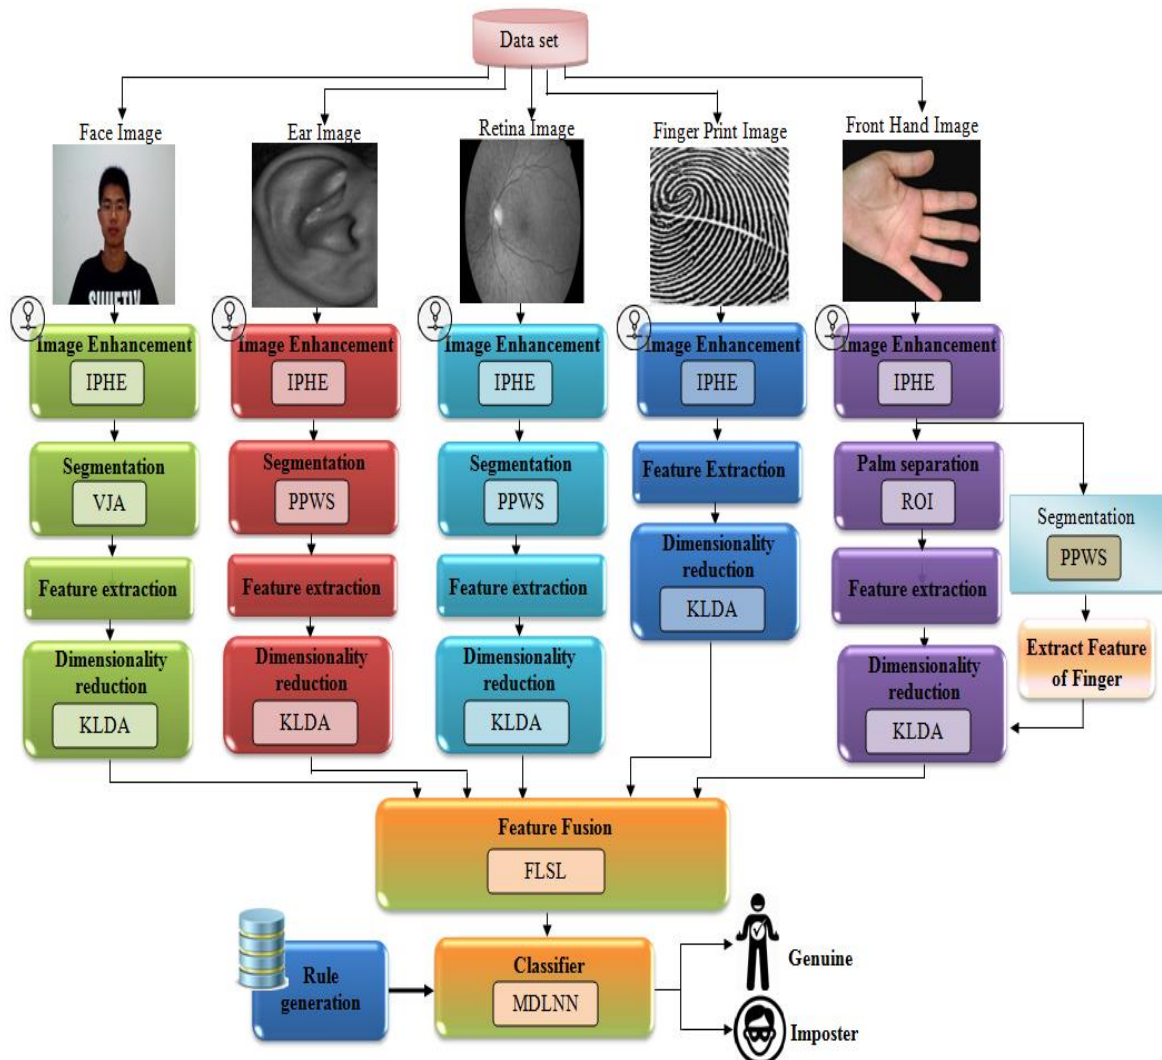 Data set
Face Image
Ear Image
Retina Image
Finger Print Image
Front Hand Image
Image Enhancement
IPHE
Image Enhancement
IPHE
Image Enhancement
IPHE
Image Enhancement
IPHE
Image Enhancement
IPHE
Segmentation
VJA
Segmentation
PPWS
Segmentation
PPWS
Feature Extraction
Palm separation
ROI
Segmentation
PPWS
Feature extraction
Feature extraction
Feature extraction
Dimensionality
reduction
KLDA
Feature extraction
Extract Feature
of Finger
Dimensionality
reduction
KLDA
Dimensionality
reduction
KLDA
Dimensionality
reduction
KLDA
Dimensionality
reduction
KLDA
Feature Fusion
FLSL
Rule
generation
Classifier
MDLNN
Genuine
Imposter